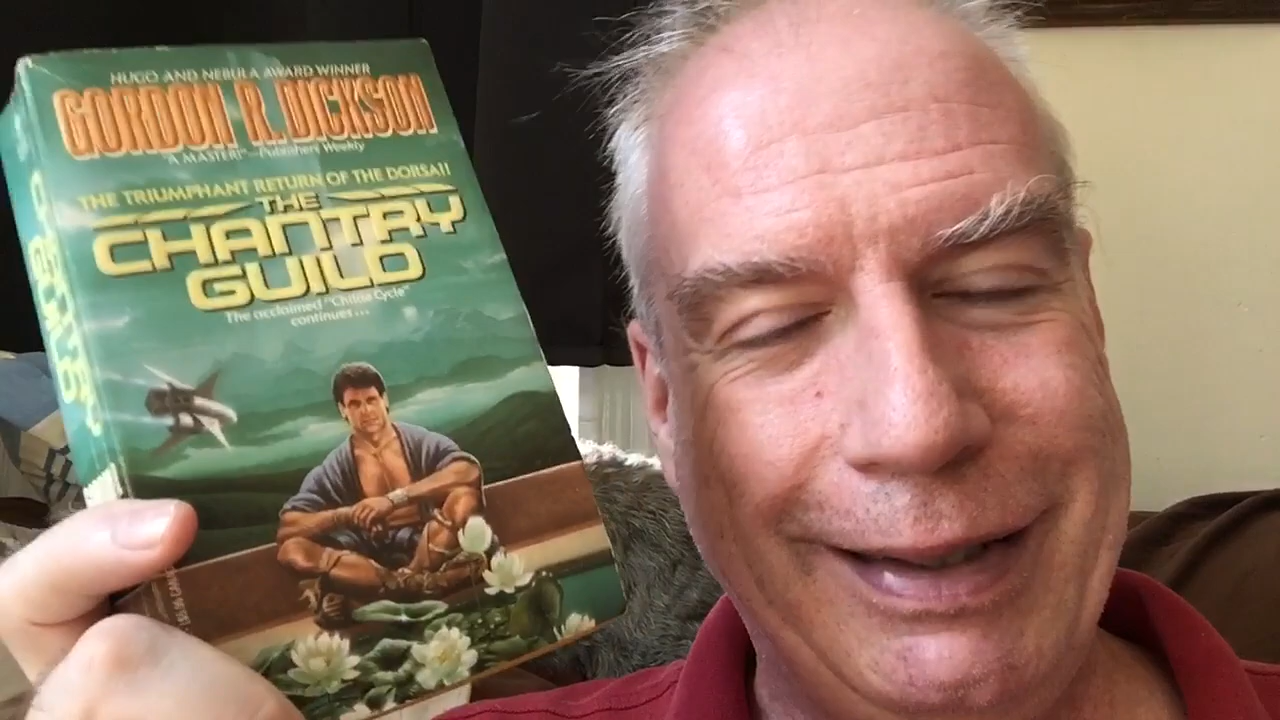 HUGO AND NEBULA AWARD WINNER
GORDON R. DICKSON
"A MASTER!"—Publishers Weekly
THE TRIUMPHANT RETURN OF THE DORSAI!
THE
CHANTRY
GUILD
The acclaimed "Childe Cycle"
continues...